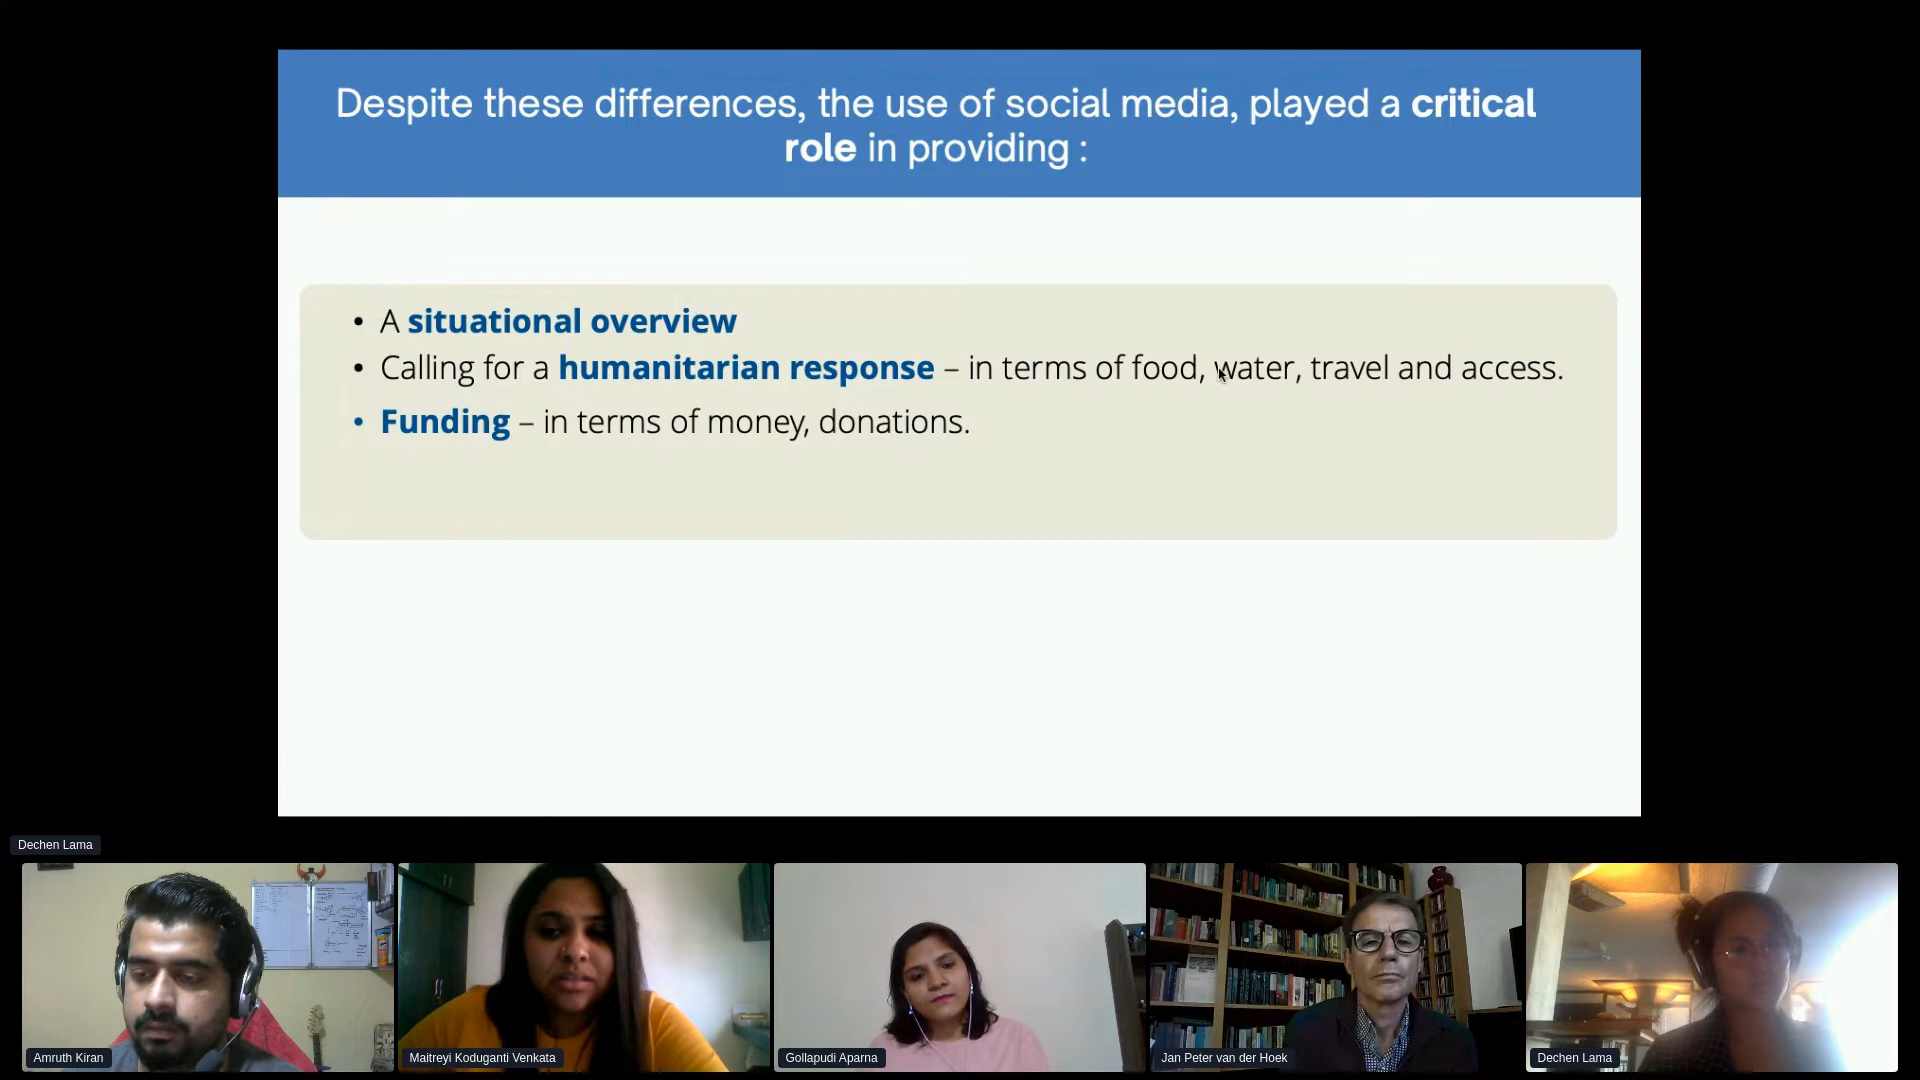 Despite these differences, the use of social media, played a critical
role in providing :
• A situational overview
• Calling for a humanitarian response – in terms of food, water, travel and access.
• Funding – in terms of money, donations.
Dechen Lama
Amruth Kiran
Maitreyi Koduganti Venkata
Gollapudi Aparna
Jan Peter van der Hoek
Dechen Lama